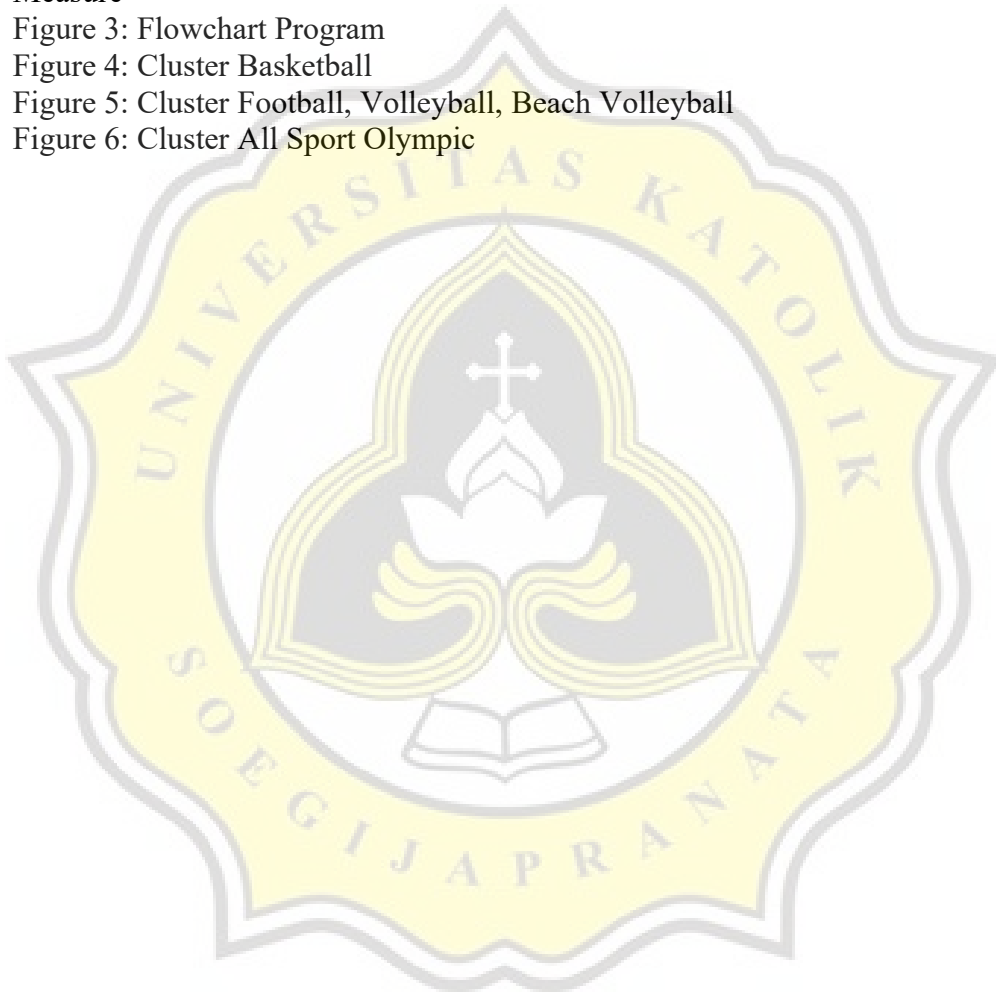 Measure
Figure 3: Flowchart Program
Figure 4: Cluster Basketball
Figure 5: Cluster Football, Volleyball, Beach Volleyball
Figure 6: Cluster All Sport Olympic
UNIVERSITAS KATOLIK
SOEGIJAPRANATA